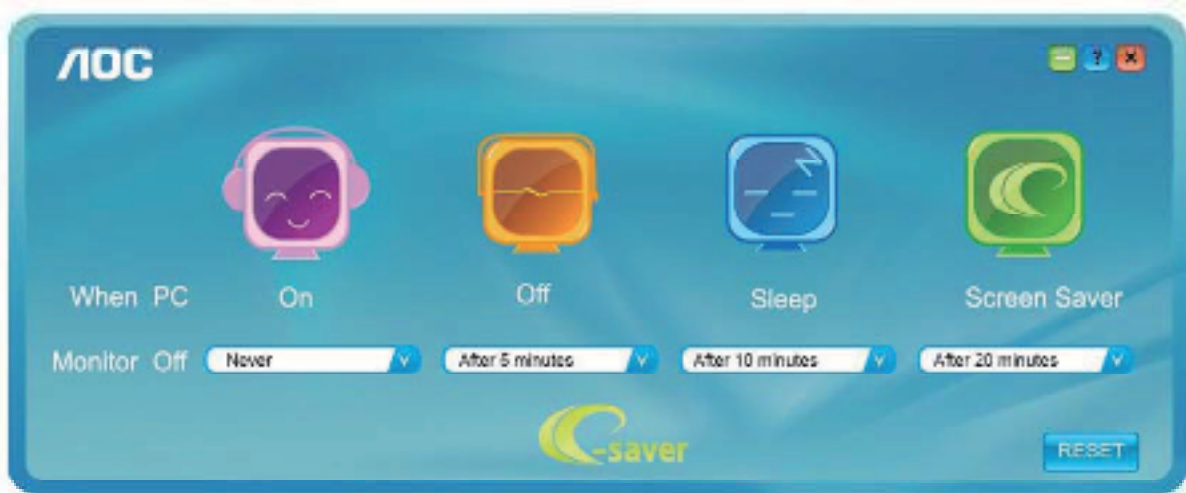 AOC
?
When PC On Off Sleep Screen Saver
Monitor Off Never After 5 minutes After 10 minutes After 20 minutes
e-saver
RESET